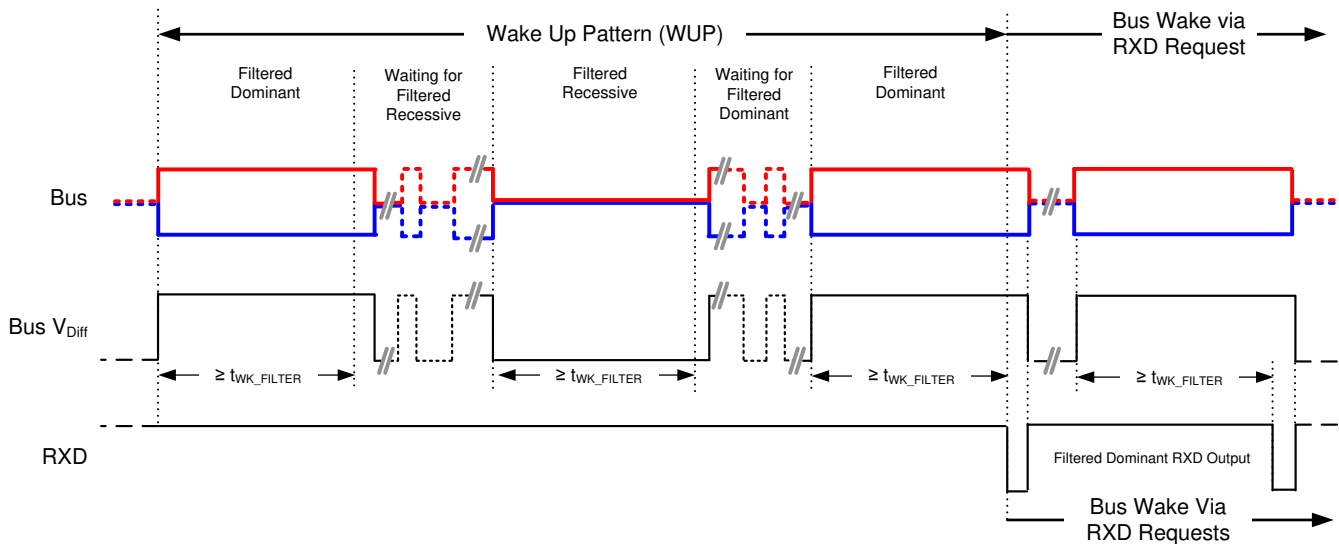 Wake Up Pattern (WUP)
Bus Wake via
RXD Request
Filtered
Dominant
Waiting for
Filtered
Recessive
Filtered
Recessive
Waiting for
Filtered
Dominant
Filtered
Dominant
Bus
Bus VDiff
≥ tWK_FILTER
≥ tWK_FILTER
≥ tWK_FILTER
≥ tWK_FILTER
RXD
Filtered Dominant RXD Output
Bus Wake Via
RXD Requests